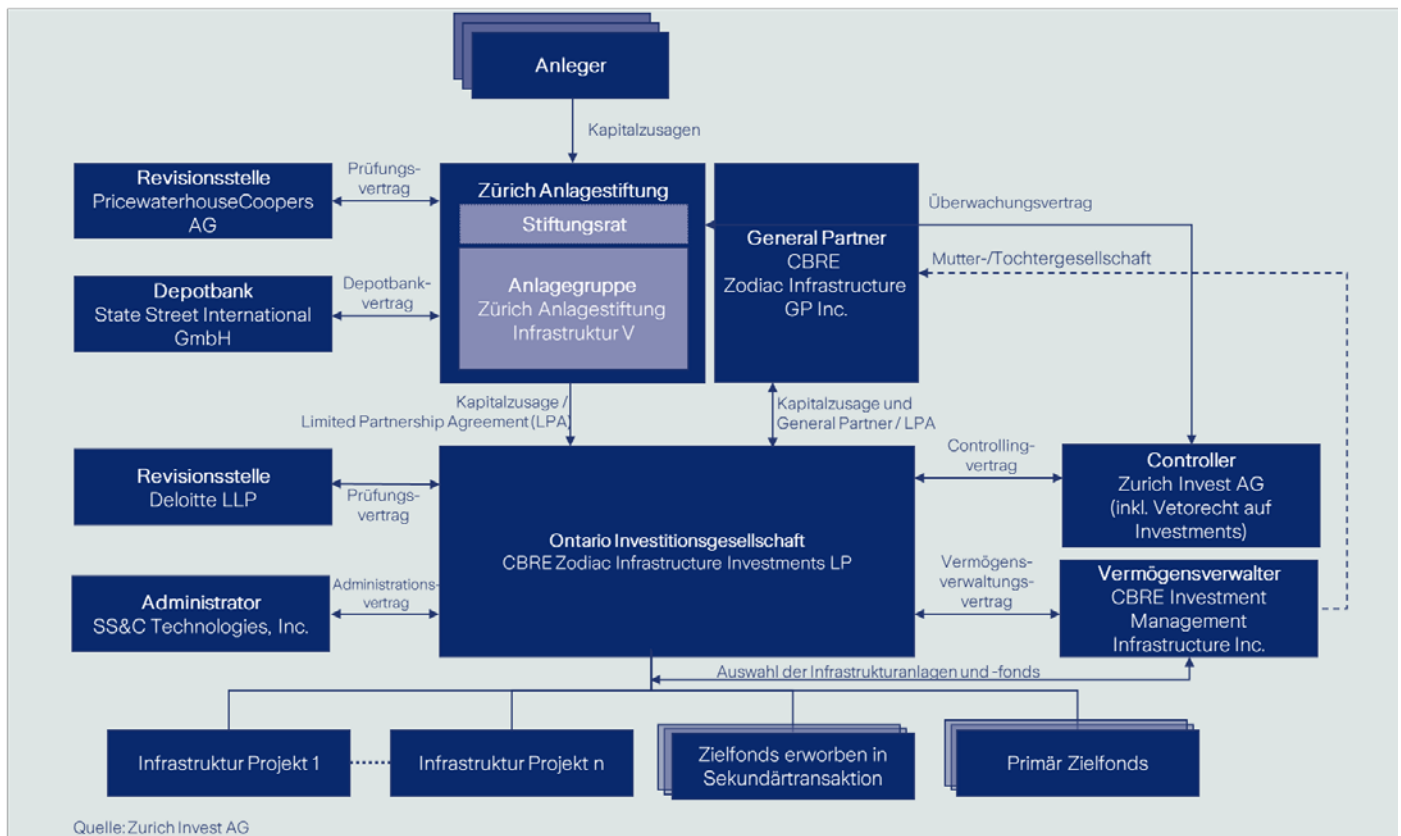 Anleger
Kapitalzusagen
Revisionsstelle
PricewaterhouseCoopers
AG
Prüfungs-
vertrag
Zürich Anlagestiftung
Stiftungsrat
Anlagegruppe
Zürich Anlagestiftung
Infrastruktur V
General Partner
CBRE
Zodiac Infrastructure
GP Inc.
Überwachungsvertrag
Mutter-/Tochtergesellschaft
Depotbank
State Street International
GmbH
Depotbank-
vertrag
Kapitalzusage /
Limited Partnership Agreement (LPA)
Kapitalzusage und
General Partner / LPA
Revisionsstelle
Deloitte LLP
Prüfungs-
vertrag
Ontario Investitionsgesellschaft
CBRE Zodiac Infrastructure Investments LP
Controlling-
vertrag
Controller
Zurich Invest AG
(inkl. Vetorecht auf
Investments)
Administrator
SS&C Technologies, Inc.
Administrations-
vertrag
Vermögens-
verwaltungs-
vertrag
Vermögensverwalter
CBRE Investment
Management
Infrastructure Inc.
Auswahl der Infrastrukturanlagen und -fonds
Infrastruktur Projekt 1
Infrastruktur Projekt n
Zielfonds erworben in
Sekundärtransaktion
Primär Zielfonds
Quelle: Zurich Invest AG